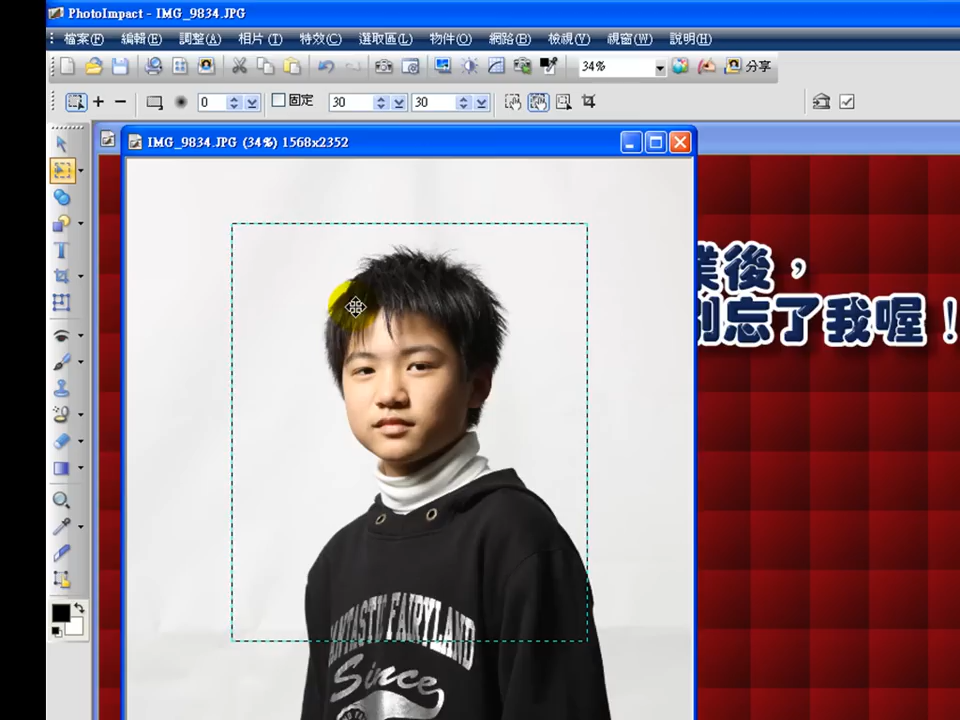 PhotoImpact - IMG_9834.JPG
檔案(F) 編輯(E) 調整(A) 相片(I) 特效(C) 選取區(L) 物件(O) 網路(B) 檢視(V) 視窗(W) 說明(H)
34% 分享
0 固定 30 30
IMG_9834.JPG (34%) 1568x2352
業後，
別忘了我喔！
FANTASTIC FAIRYLAND
Since